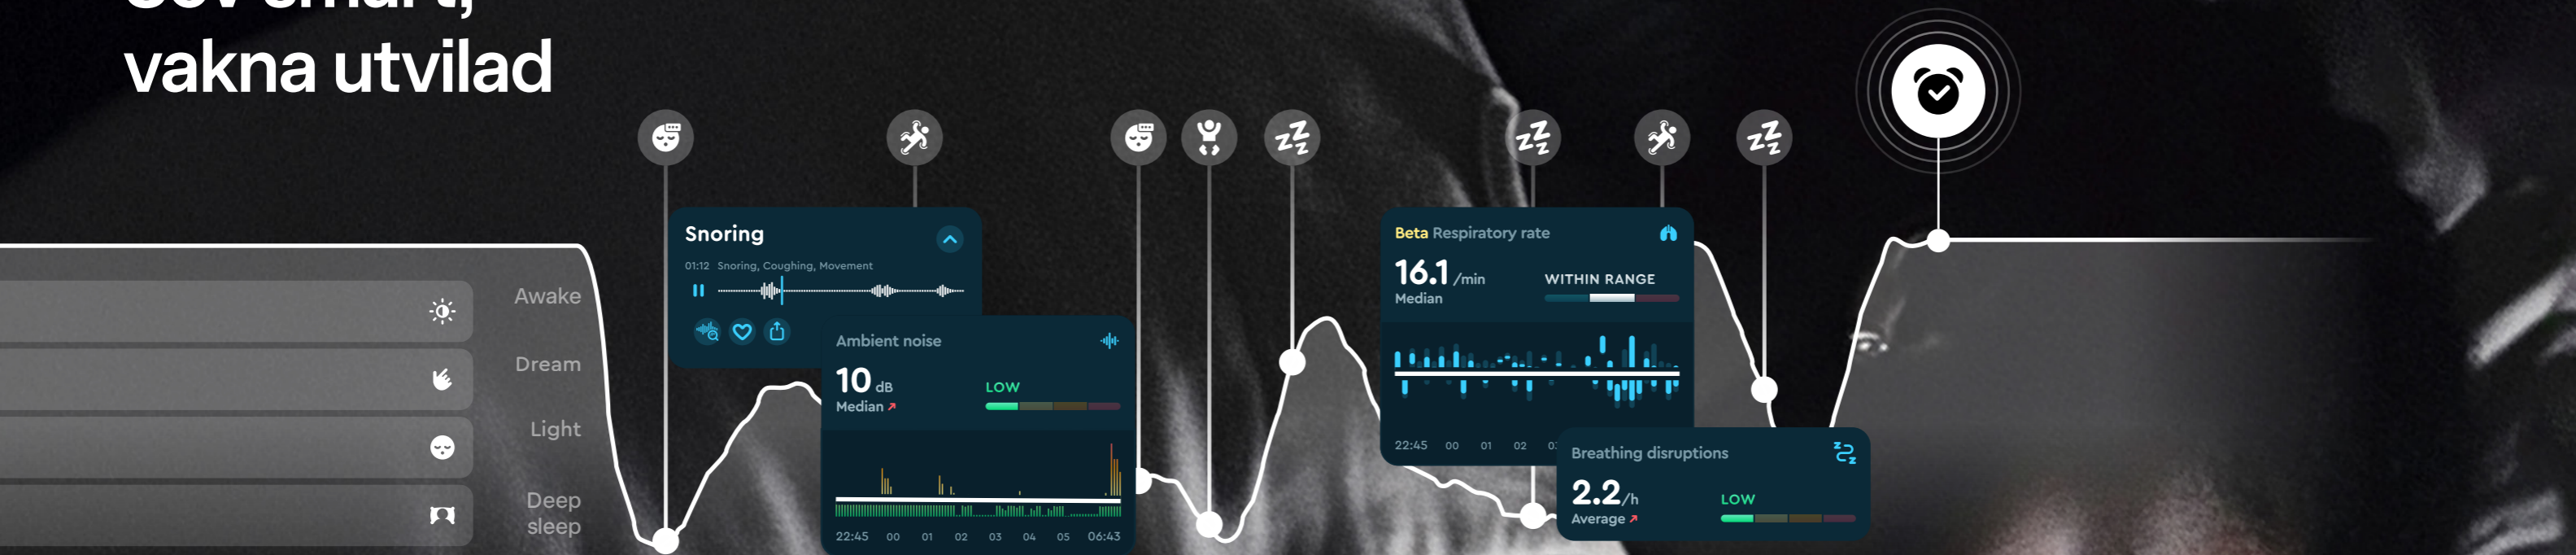 vakna utvilad
Awake
Dream
Light
Deep
sleep
Snoring
01:12 Snoring, Coughing, Movement
Ambient noise
10 dB
Median
LOW
22:45 00 01 02 03 04 05 06:43
Beta Respiratory rate
16.1 /min
Median
WITHIN RANGE
22:45 00 01 02
Breathing disruptions
2.2/h
Average
LOW